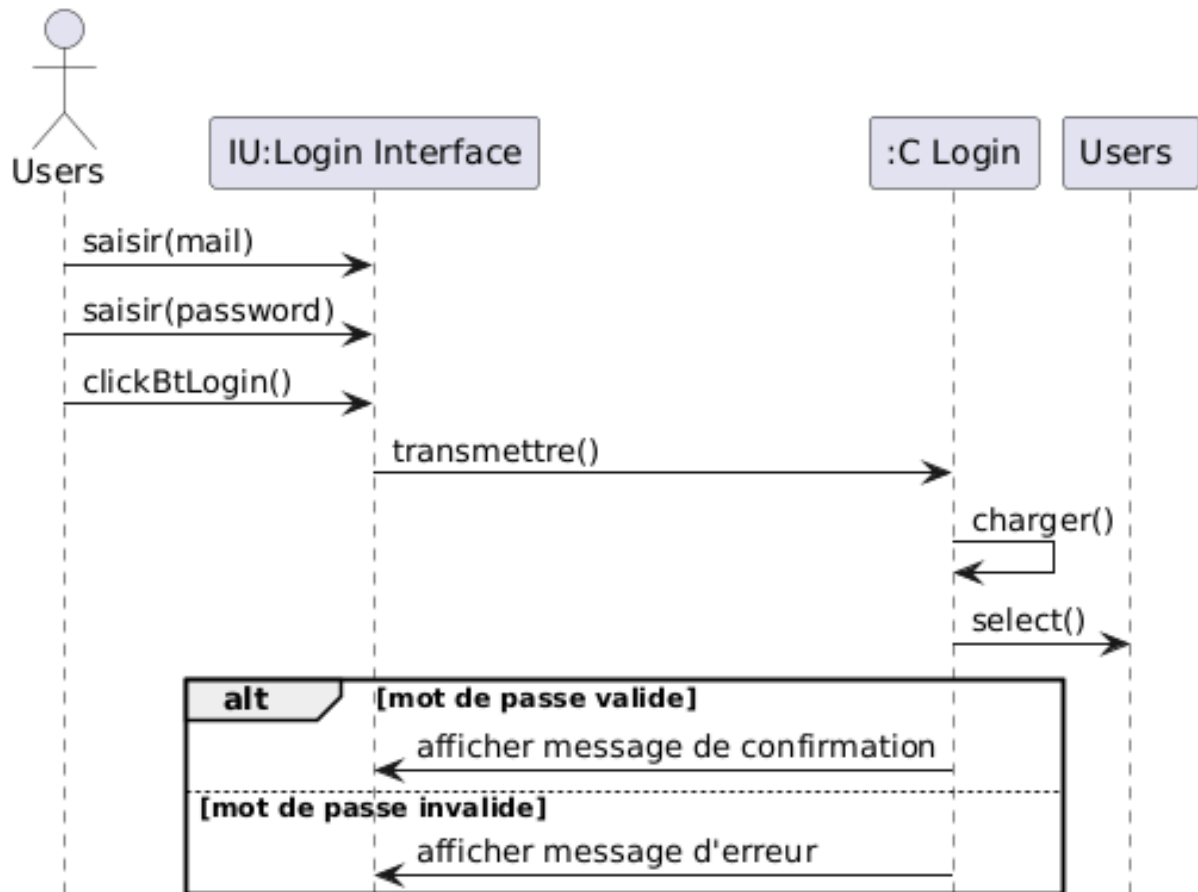 Users
IU:Login Interface
:C Login
Users
saisir(mail)
saisir(password)
clickBtLogin()
transmettre()
charger()
select()
alt
[mot de passe valide]
afficher message de confirmation
[mot de passe invalide]
afficher message d'erreur